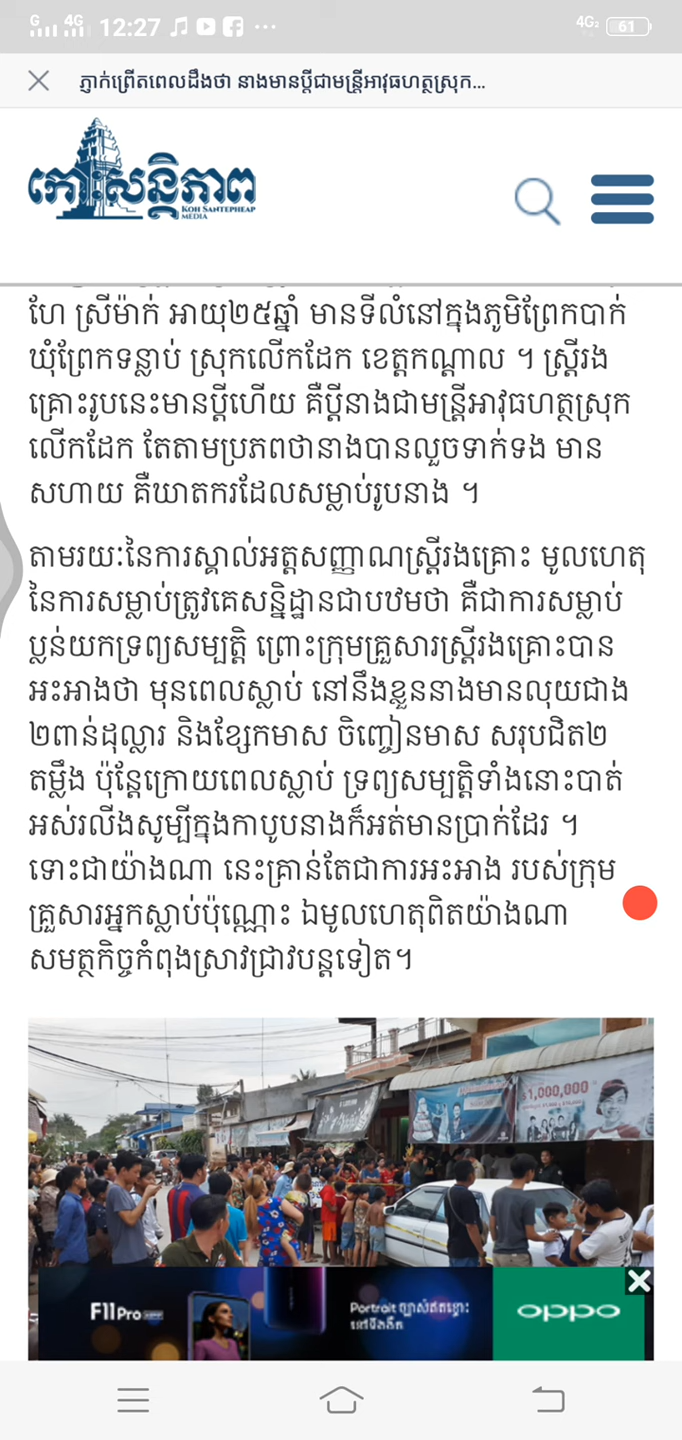 G 4G 12:27 4G₂ 61
ភ្ញាក់ព្រើតពេលដឹងថា នាងមានប្តីជាមន្ត្រីអាវុធហត្ថស្រុក...
កោះសន្តិភាព
KOH SANTEPHEAP
MEDIA
ហែ ស្រីម៉ាក់ អាយុ២៥ឆ្នាំ មានទីលំនៅក្នុងភូមិព្រែកបាក់
ឃុំព្រែកទន្លាប់ ស្រុកលើកដែក ខេត្តកណ្តាល ។ ស្ត្រីរង
គ្រោះរូបនេះមានប្តីហើយ គឺប្តីនាងជាមន្ត្រីអាវុធហត្ថស្រុក
លើកដែក តែតាមប្រភពថានាងបានលួចទាក់ទង មាន
សហាយ គឺឃាតករដែលសម្លាប់រូបនាង ។
តាមរយៈនៃការស្គាល់អត្តសញ្ញាណស្ត្រីរងគ្រោះ មូលហេតុ
នៃការសម្លាប់ត្រូវគេសន្និដ្ឋានជាបឋមថា គឺជាការសម្លាប់
ប្លន់យកទ្រព្យសម្បត្តិ ព្រោះក្រុមគ្រួសារស្ត្រីរងគ្រោះបាន
អះអាងថា មុនពេលស្លាប់ នៅនឹងខ្លួននាងមានលុយជាង
២ពាន់ដុល្លារ និងខ្សែកមាស ចិញ្ចៀនមាស សរុបជិត២
តម្លឹង ប៉ុន្តែក្រោយពេលស្លាប់ ទ្រព្យសម្បត្តិទាំងនោះបាត់
អស់រលីងសូម្បីក្នុងកាបូបនាងក៏អត់មានប្រាក់ដែរ ។
ទោះជាយ៉ាងណា នេះគ្រាន់តែជាការអះអាង របស់ក្រុម
គ្រួសារអ្នកស្លាប់ប៉ុណ្ណោះ ឯមូលហេតុពិតយ៉ាងណា
សមត្ថកិច្ចកំពុងស្រាវជ្រាវបន្តទៀត។
$1,000,000
F11 Pro
Portrait ច្បាស់ឥតខ្ចោះ
នៅទីងងឹត
oppo